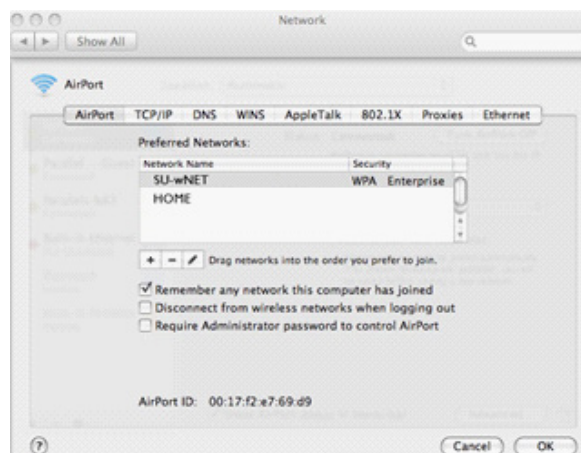 Network
Show All
AirPort
AirPort TCP/IP DNS WINS AppleTalk 802.1X Proxies Ethernet
Preferred Networks:
Network Name Security
SU-wNET WPA Enterprise
HOME
+ - Drag networks into the order you prefer to join.
Remember any network this computer has joined
Disconnect from wireless networks when logging out
Require Administrator password to control AirPort
AirPort ID: 00:17:f2:e7:69:d9
? Cancel OK